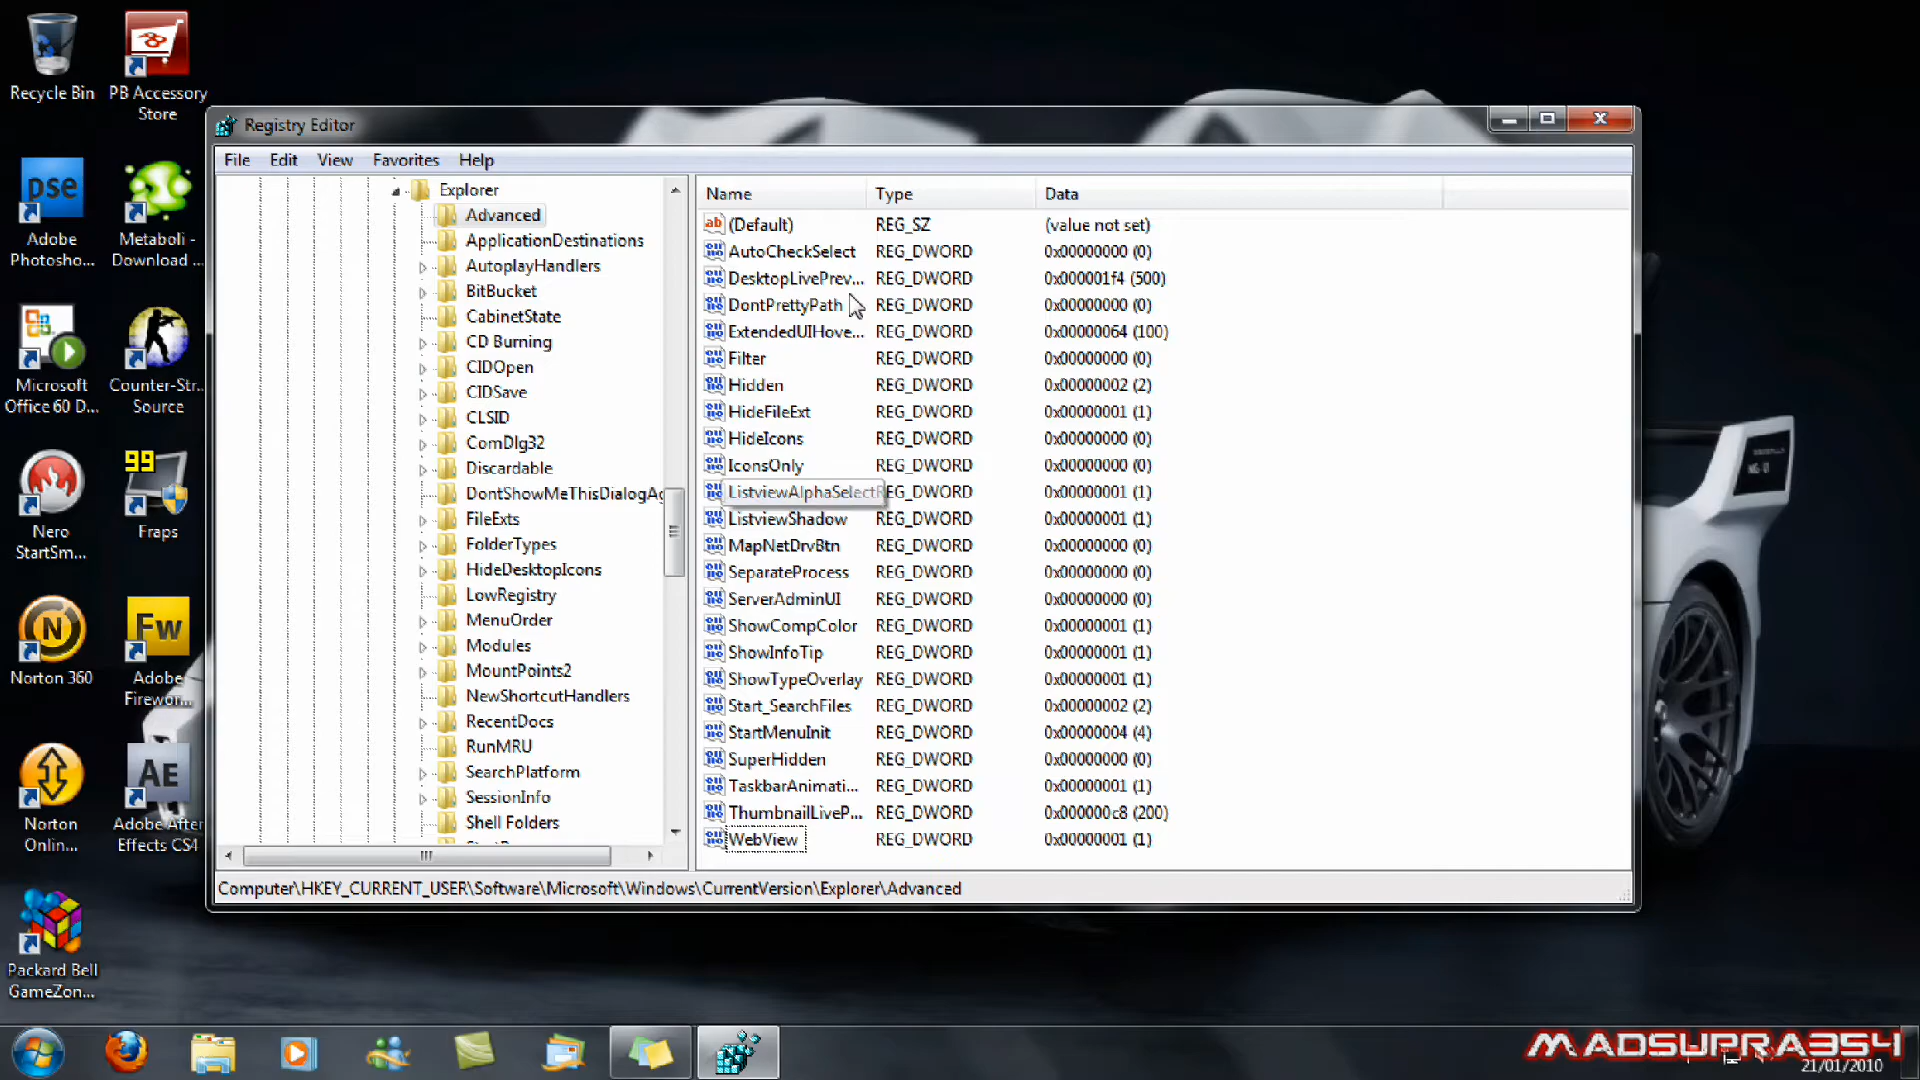 Recycle Bin
PB Accessory
Store
Adobe
Photosho...
Metaboli -
Download ...
Microsoft
Office 60 D...
Counter-Str...
Source
Nero
StartSm...
99
Fraps
Norton 360
Adobe
Firewor...
Norton
Onlin...
Adobe After
Effects CS4
Packard Bell
GameZon...
pse
Fw
AE
Registry Editor
File Edit View Favorites Help
Explorer
Advanced
ApplicationDestinations
AutoplayHandlers
BitBucket
CabinetState
CD Burning
CIDOpen
CIDSave
CLSID
ComDlg32
Discardable
DontShowMeThisDialogAg
FileExts
FolderTypes
HideDesktopIcons
LowRegistry
MenuOrder
Modules
MountPoints2
NewShortcutHandlers
RecentDocs
RunMRU
SearchPlatform
SessionInfo
Shell Folders
Name Type Data
(Default) REG_SZ (value not set)
AutoCheckSelect REG_DWORD 0x00000000 (0)
DesktopLivePrev... REG_DWORD 0x000001f4 (500)
DontPrettyPath REG_DWORD 0x00000000 (0)
ExtendedUIHove... REG_DWORD 0x00000064 (100)
Filter REG_DWORD 0x00000000 (0)
Hidden REG_DWORD 0x00000002 (2)
HideFileExt REG_DWORD 0x00000001 (1)
HideIcons REG_DWORD 0x00000000 (0)
IconsOnly REG_DWORD 0x00000000 (0)
ListviewAlphaSelect REG_DWORD 0x00000001 (1)
ListviewShadow REG_DWORD 0x00000001 (1)
MapNetDrvBtn REG_DWORD 0x00000000 (0)
SeparateProcess REG_DWORD 0x00000000 (0)
ServerAdminUI REG_DWORD 0x00000000 (0)
ShowCompColor REG_DWORD 0x00000001 (1)
ShowInfoTip REG_DWORD 0x00000001 (1)
ShowTypeOverlay REG_DWORD 0x00000001 (1)
Start_SearchFiles REG_DWORD 0x00000002 (2)
StartMenuInit REG_DWORD 0x00000004 (4)
SuperHidden REG_DWORD 0x00000000 (0)
TaskbarAnimati... REG_DWORD 0x00000001 (1)
ThumbnailLiveP... REG_DWORD 0x000000c8 (200)
WebView REG_DWORD 0x00000001 (1)
Computer\HKEY_CURRENT_USER\Software\Microsoft\Windows\CurrentVersion\Explorer\Advanced
MADSUPRA354
21/01/2010